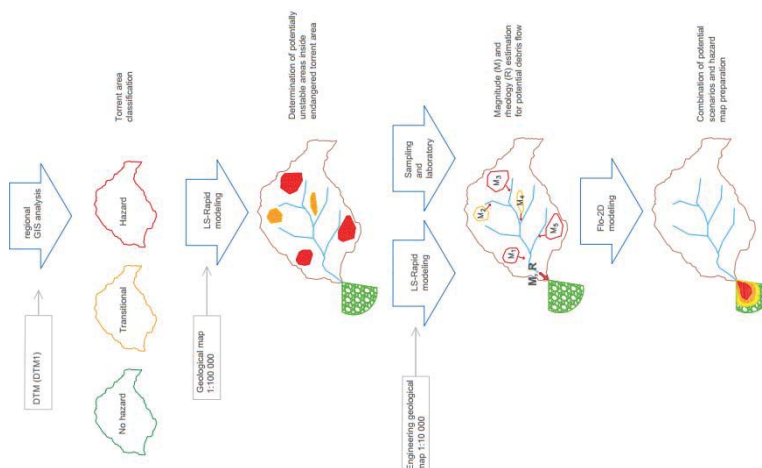 DTM (DTM1)
regional
GIS analysis
Torrent area
classification
No hazard
Transitional
Hazard
Geological map
1:100 000
LS-Rapid
modeling
Determination of potentially
unstable areas inside
endangered torrent area
Engineering geological
map 1:10 000
LS-Rapid
modeling
Sampling
and
laboratory
Magnitude (M) and
rheology (R) estimation
for potential debris flow
M1
M2
M3
M4
M5
M, R
Flo-2D
modeling
Combination of potential
scenarios and hazard
map preparation